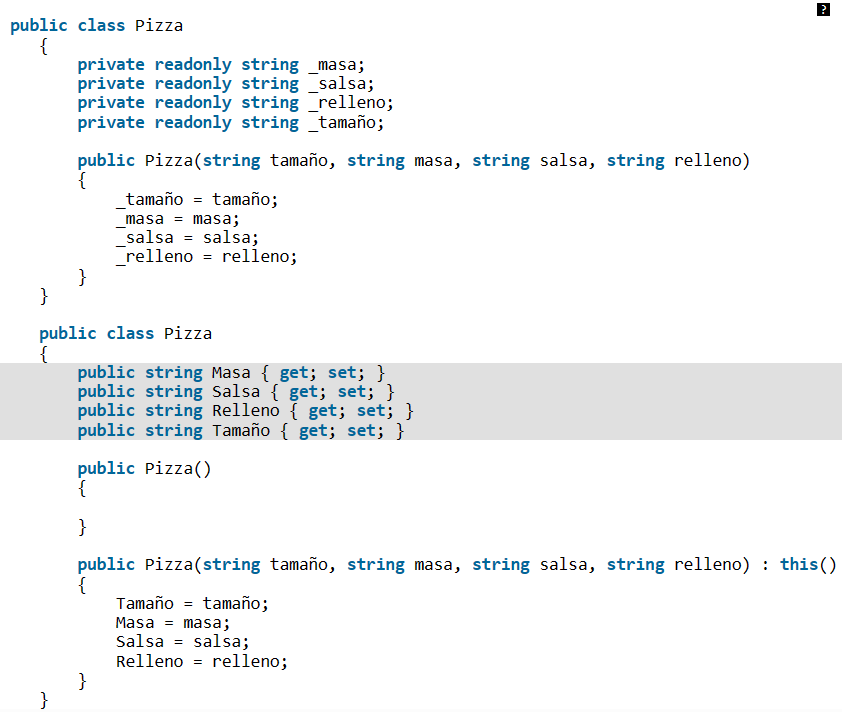 ?
public class Pizza
{
private readonly string _masa;
private readonly string _salsa;
private readonly string _relleno;
private readonly string _tamaño;
public Pizza(string tamaño, string masa, string salsa, string relleno)
{
_tamaño = tamaño;
_masa = masa;
_salsa = salsa;
_relleno = relleno;
}
}
public class Pizza
{
public string Masa { get; set; }
public string Salsa { get; set; }
public string Relleno { get; set; }
public string Tamaño { get; set; }
public Pizza()
{
}
public Pizza(string tamaño, string masa, string salsa, string relleno) : this()
{
Tamaño = tamaño;
Masa = masa;
Salsa = salsa;
Relleno = relleno;
}
}